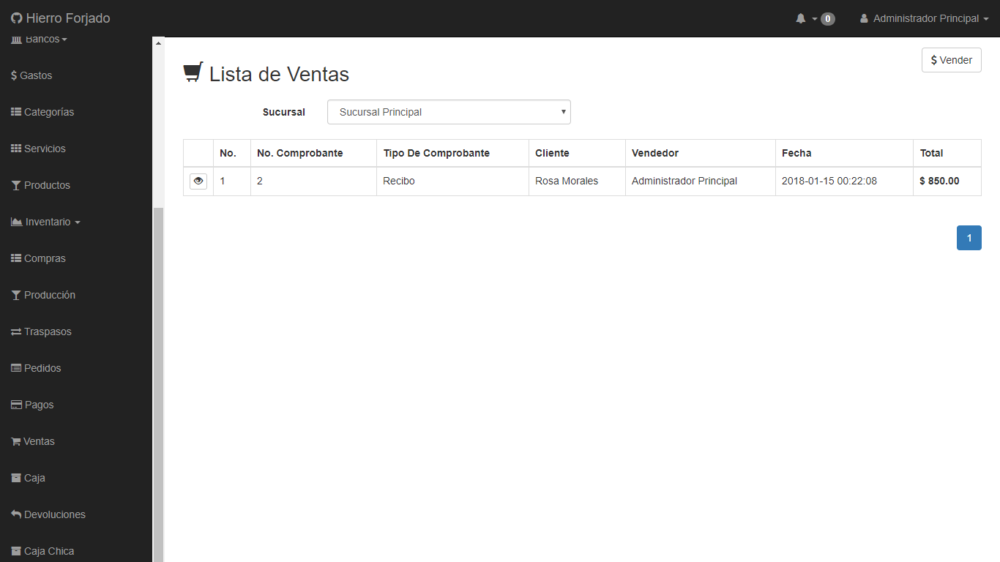 Hierro Forjado
0
Administrador Principal
Bancos
$ Gastos
Categorías
Servicios
Productos
Inventario
Compras
Producción
Traspasos
Pedidos
Pagos
Ventas
Caja
Devoluciones
Caja Chica
Lista de Ventas
$ Vender
Sucursal Sucursal Principal
No. No. Comprobante Tipo De Comprobante Cliente Vendedor Fecha Total
1 2 Recibo Rosa Morales Administrador Principal 2018-01-15 00:22:08 $ 850.00
1